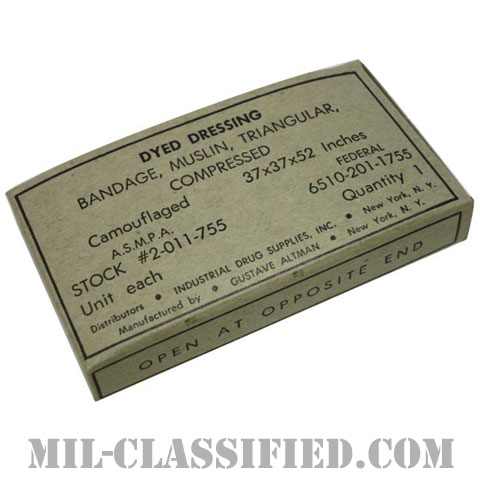 DYED DRESSING
BANDAGE, MUSLIN, TRIANGULAR,
COMPRESSED
Camouflaged 37x37x52 Inches
A.S.M.P.A. FEDERAL
STOCK #2-011-755 6510-201-1755
Unit each Quantity 1
Distributors • INDUSTRIAL DRUG SUPPLIES, INC. • New York, N. Y.
Manufactured by • GUSTAVE ALTMAN • New York, N. Y.
OPEN AT OPPOSITE END
MIL-CLASSIFIED.COM